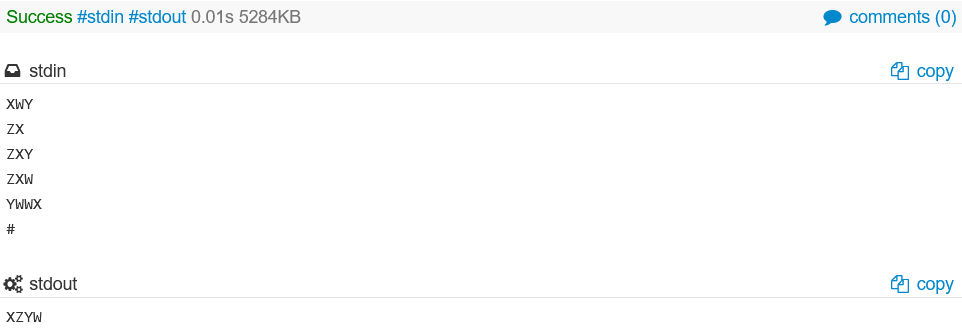 Success #stdin #stdout 0.01s 5284KB comments (0)
stdin copy
XWY
ZX
ZXY
ZXW
YWWX
#
stdout copy
XZYW